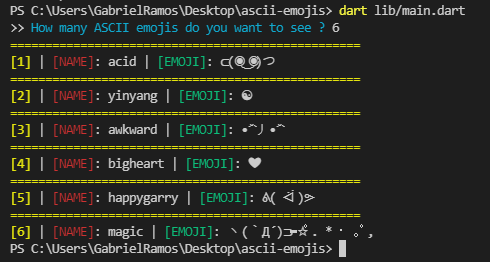 PS C:\Users\GabrielRamos\Desktop\ascii-emojis> dart lib/main.dart
>> How many ASCII emojis do you want to see ? 6
==================================================
[1] | [NAME]: acid | [EMOJI]: ⊂(◉‿◉)つ
==================================================
[2] | [NAME]: yinyang | [EMOJI]: ☯
==================================================
[3] | [NAME]: awkward | [EMOJI]: •͡˘㇁•͡˘
==================================================
[4] | [NAME]: bigheart | [EMOJI]: ❤
==================================================
[5] | [NAME]: happygarry | [EMOJI]: ᕕ( ᐛ )ᕗ
==================================================
[6] | [NAME]: magic | [EMOJI]: ヽ(｀Д´)⊃━☆ﾟ. * ･ ｡ﾟ,
PS C:\Users\GabrielRamos\Desktop\ascii-emojis>